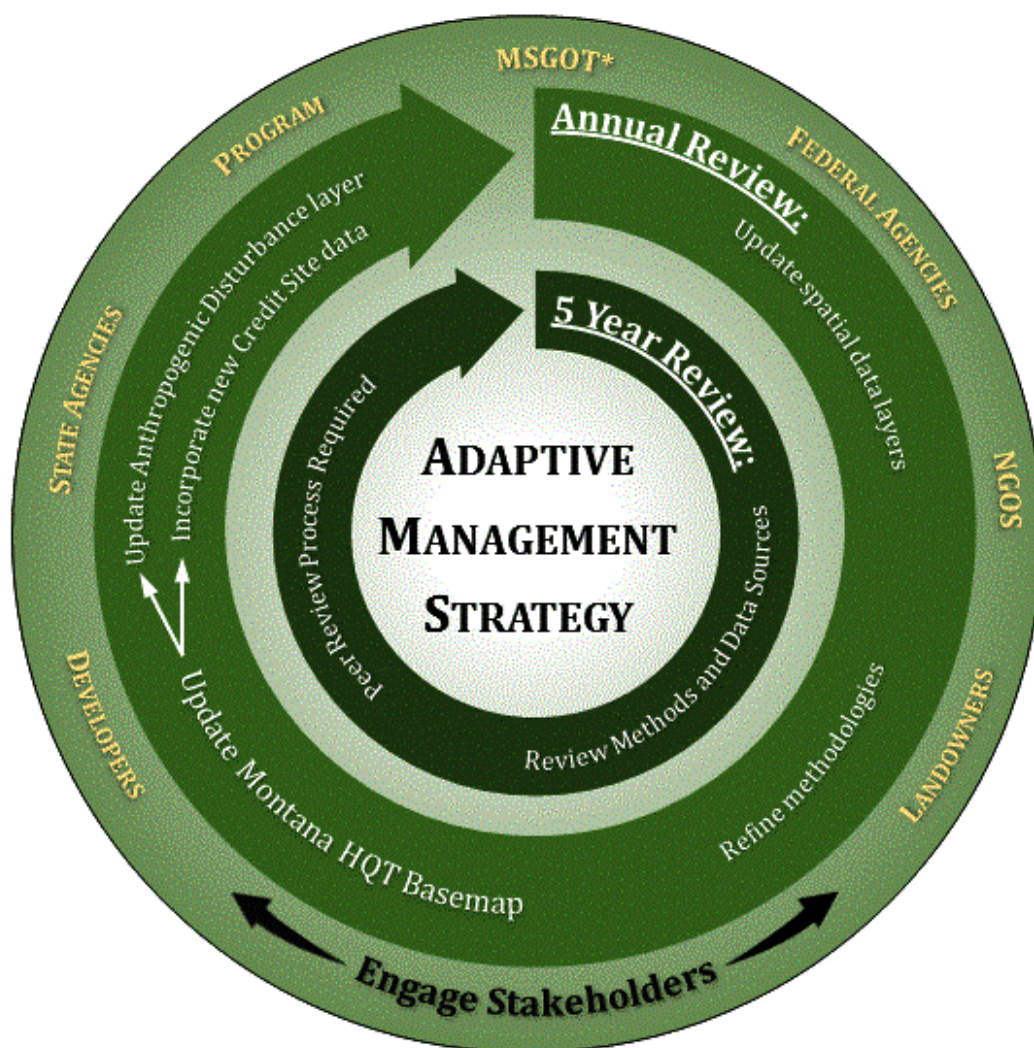 MSGOT*
FEDERAL AGENCIES
NGOS
LANDOWNERS
Engage Stakeholders
DEVELOPERS
STATE AGENCIES
PROGRAM
Annual Review:
Update spatial data layers
Refine methodologies
Update Montana HQT Basemap
Update Anthropogenic Disturbance layer
Incorporate new Credit Site data
5 Year Review:
Review Methods and Data Sources
Peer Review Process Required
ADAPTIVE
MANAGEMENT
STRATEGY